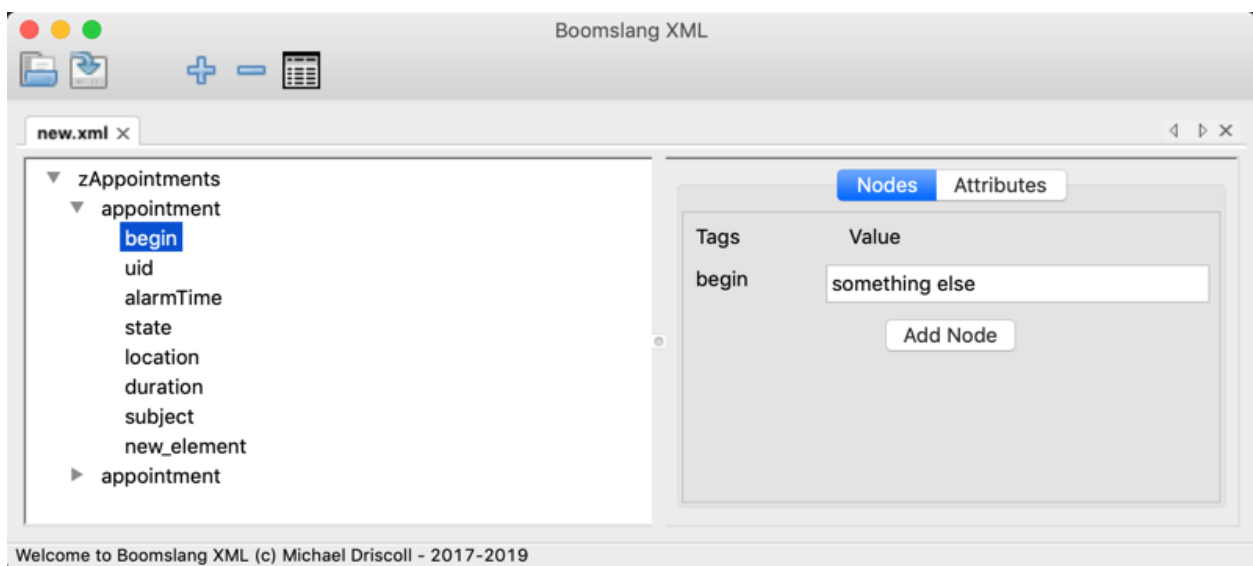 Boomslang XML
new.xml
zAppointments
appointment
begin
uid
alarmTime
state
location
duration
subject
new_element
appointment
Nodes Attributes
Tags Value
begin something else
Add Node
Welcome to Boomslang XML (c) Michael Driscoll - 2017-2019